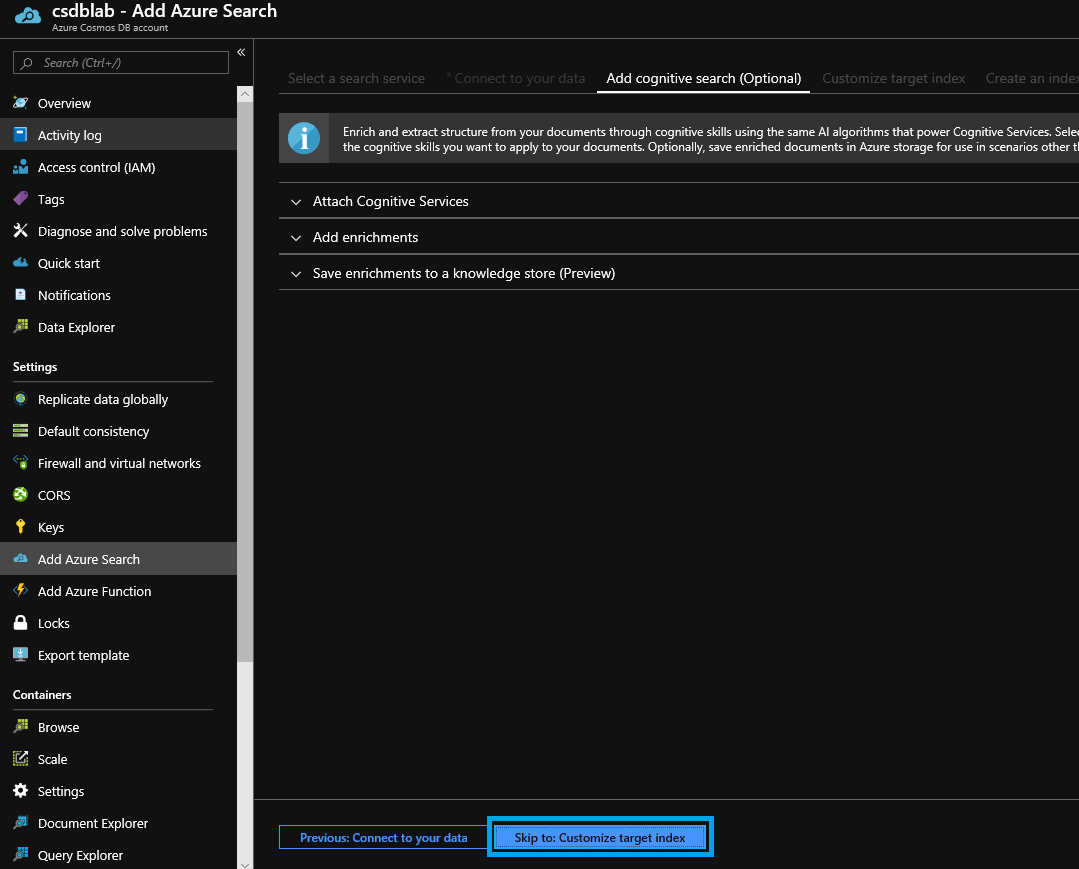 csdblab - Add Azure Search
Azure Cosmos DB account
Search (Ctrl+/)
«
Overview
Activity log
Access control (IAM)
Tags
Diagnose and solve problems
Quick start
Notifications
Data Explorer
Settings
Replicate data globally
Default consistency
Firewall and virtual networks
CORS
Keys
Add Azure Search
Add Azure Function
Locks
Export template
Containers
Browse
Scale
Settings
Document Explorer
Query Explorer
Select a search service * Connect to your data Add cognitive search (Optional) Customize target index Create an index
Enrich and extract structure from your documents through cognitive skills using the same AI algorithms that power Cognitive Services. Selec
the cognitive skills you want to apply to your documents. Optionally, save enriched documents in Azure storage for use in scenarios other th
Attach Cognitive Services
Add enrichments
Save enrichments to a knowledge store (Preview)
Previous: Connect to your data Skip to: Customize target index